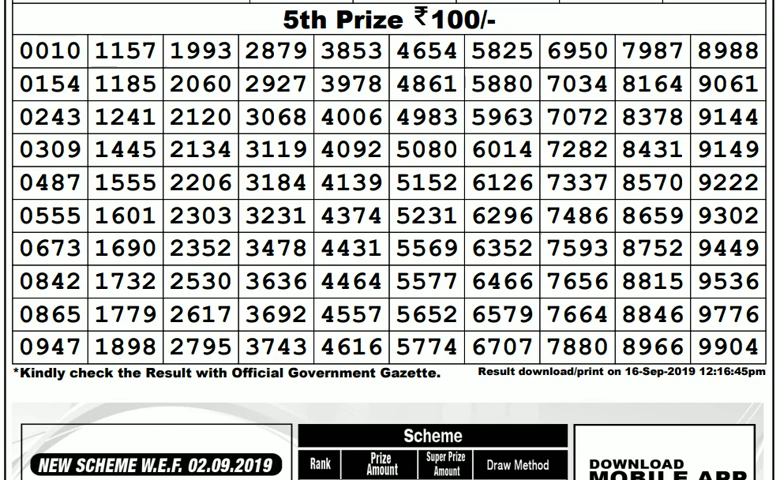 5th Prize ₹100/-
0010 1157 1993 2879 3853 4654 5825 6950 7987 8988
0154 1185 2060 2927 3978 4861 5880 7034 8164 9061
0243 1241 2120 3068 4006 4983 5963 7072 8378 9144
0309 1445 2134 3119 4092 5080 6014 7282 8431 9149
0487 1555 2206 3184 4139 5152 6126 7337 8570 9222
0555 1601 2303 3231 4374 5231 6296 7486 8659 9302
0673 1690 2352 3478 4431 5569 6352 7593 8752 9449
0842 1732 2530 3636 4464 5577 6466 7656 8815 9536
0865 1779 2617 3692 4557 5652 6579 7664 8846 9776
0947 1898 2795 3743 4616 5774 6707 7880 8966 9904
*Kindly check the Result with Official Government Gazette. Result download/print on 16-Sep-2019 12:16:45pm
NEW SCHEME W.E.F. 02.09.2019
Scheme
Rank Prize Amount Super Prize Amount Draw Method
DOWNLOAD
MOBILE APP